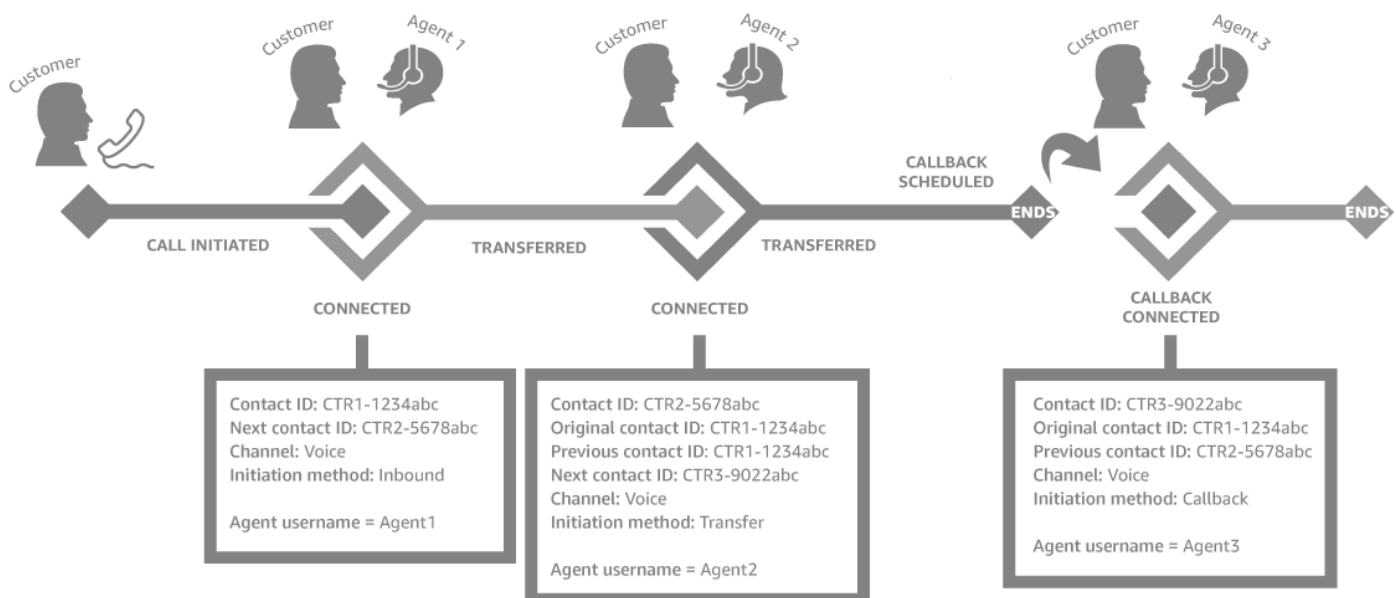 Customer
Customer
Agent 1
Customer
Agent 2
Customer
Agent 3
CALL INITIATED
TRANSFERRED
TRANSFERRED
CALLBACK
SCHEDULED
ENDS
ENDS
CONNECTED
CONNECTED
CALLBACK
CONNECTED
Contact ID: CTR1-1234abc
Next contact ID: CTR2-5678abc
Channel: Voice
Initiation method: Inbound
Agent username = Agent1
Contact ID: CTR2-5678abc
Original contact ID: CTR1-1234abc
Previous contact ID: CTR1-1234abc
Next contact ID: CTR3-9022abc
Channel: Voice
Initiation method: Transfer
Agent username = Agent2
Contact ID: CTR3-9022abc
Original contact ID: CTR1-1234abc
Previous contact ID: CTR2-5678abc
Channel: Voice
Initiation method: Callback
Agent username = Agent3